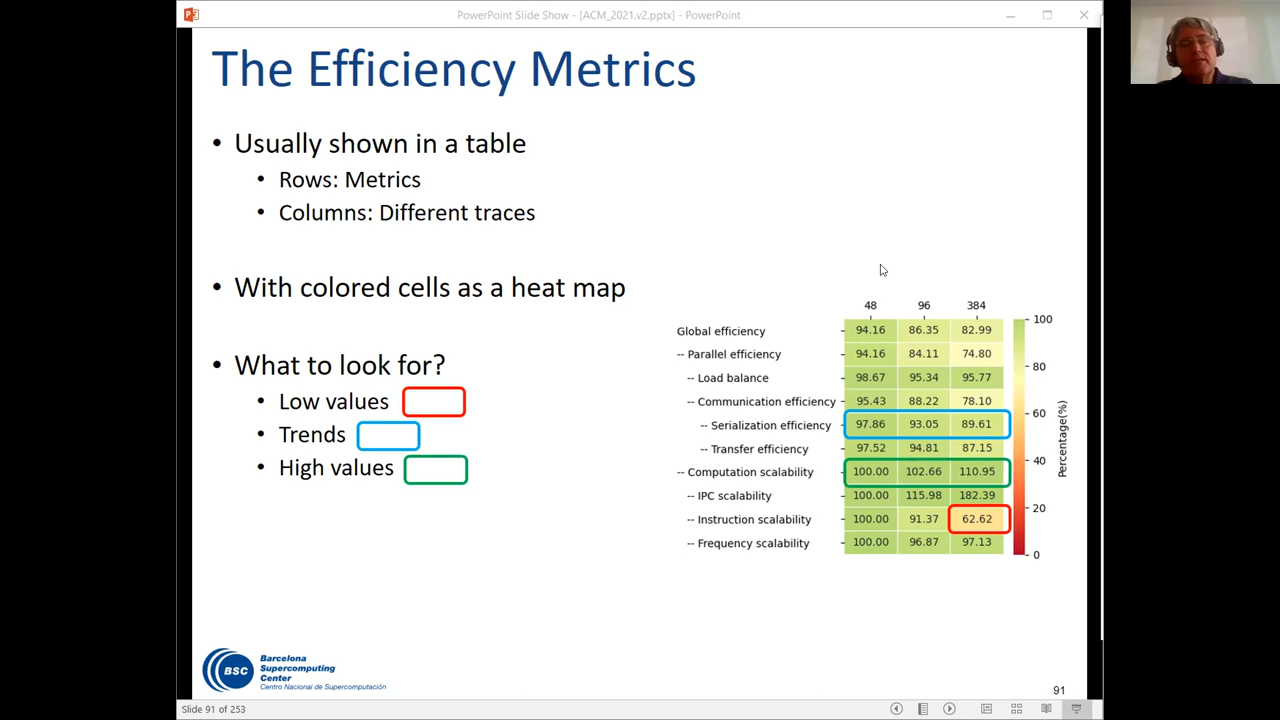 PowerPoint Slide Show - [ACM_2021.v2.pptx] - PowerPoint
The Efficiency Metrics
• Usually shown in a table
• Rows: Metrics
• Columns: Different traces
• With colored cells as a heat map
• What to look for?
• Low values
• Trends
• High values
48 96 384
Global efficiency 94.16 86.35 82.99
-- Parallel efficiency 94.16 84.11 74.80
-- Load balance 98.67 95.34 95.77
-- Communication efficiency 95.43 88.22 78.10
-- Serialization efficiency 97.86 93.05 89.61
-- Transfer efficiency 97.52 94.81 87.15
-- Computation scalability 100.00 102.66 110.95
-- IPC scalability 100.00 115.98 182.39
-- Instruction scalability 100.00 91.37 62.62
-- Frequency scalability 100.00 96.87 97.13
100
80
60
40
20
0
Percentage(%)
BSC
Barcelona
Supercomputing
Center
Centro Nacional de Supercomputación
91
Slide 91 of 253